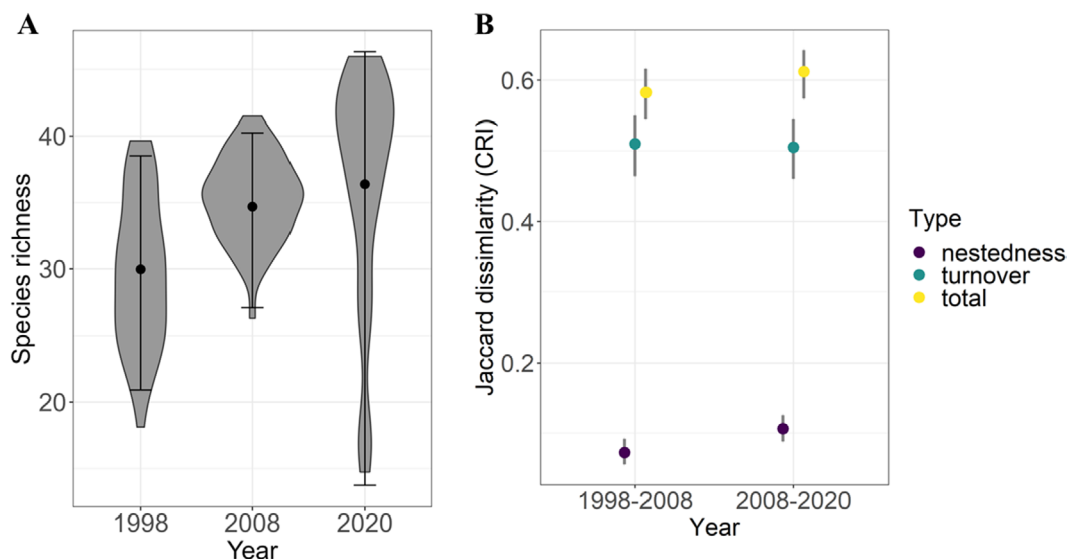 A
Species richness
40
30
20
1998
2008
2020
Year
B
Jaccard dissimlarity (CRI)
0.6
0.4
0.2
1998-2008
2008-2020
Year
Type
nestedness
turnover
total